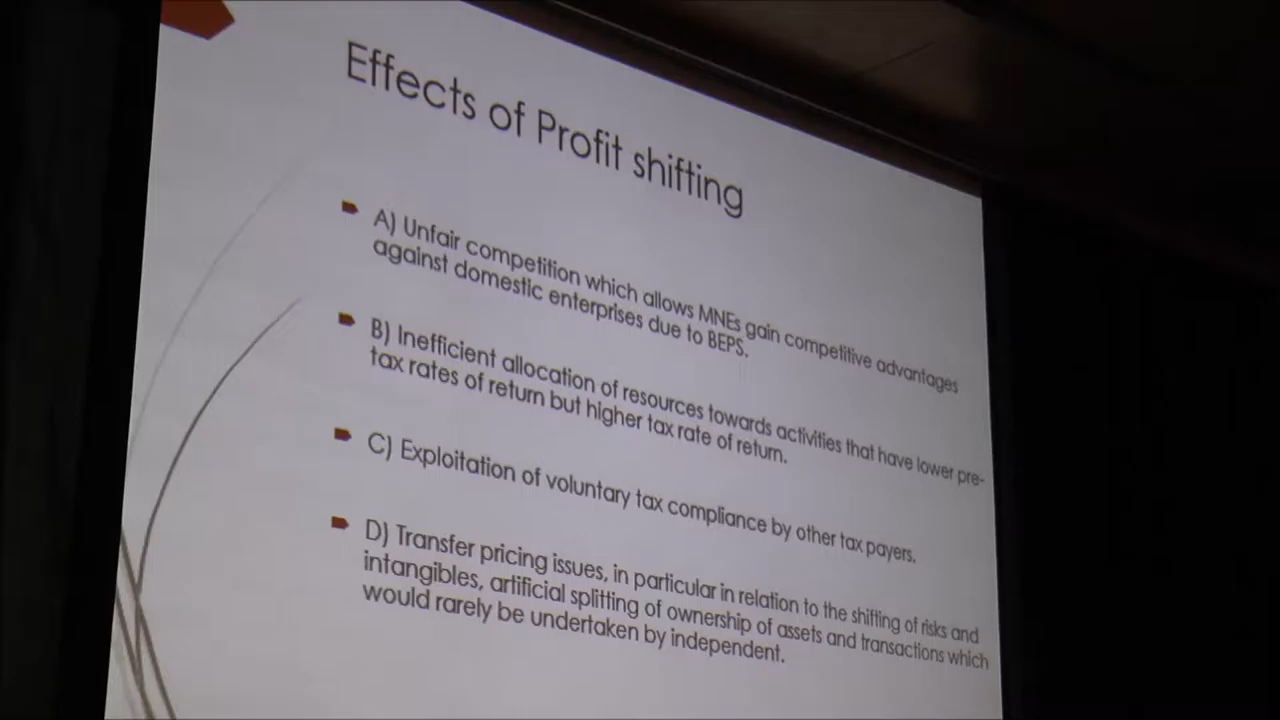 Effects of Profit shifting
A) Unfair competition which allows MNEs gain competitive advantages
against domestic enterprises due to BEPS.
B) Inefficient allocation of resources towards activities that have lower pre-
tax rates of return but higher tax rate of return.
C) Exploitation of voluntary tax compliance by other tax payers.
D) Transfer pricing issues, in particular in relation to the shifting of risks and
intangibles, artificial splitting of ownership of assets and transactions which
would rarely be undertaken by independent.